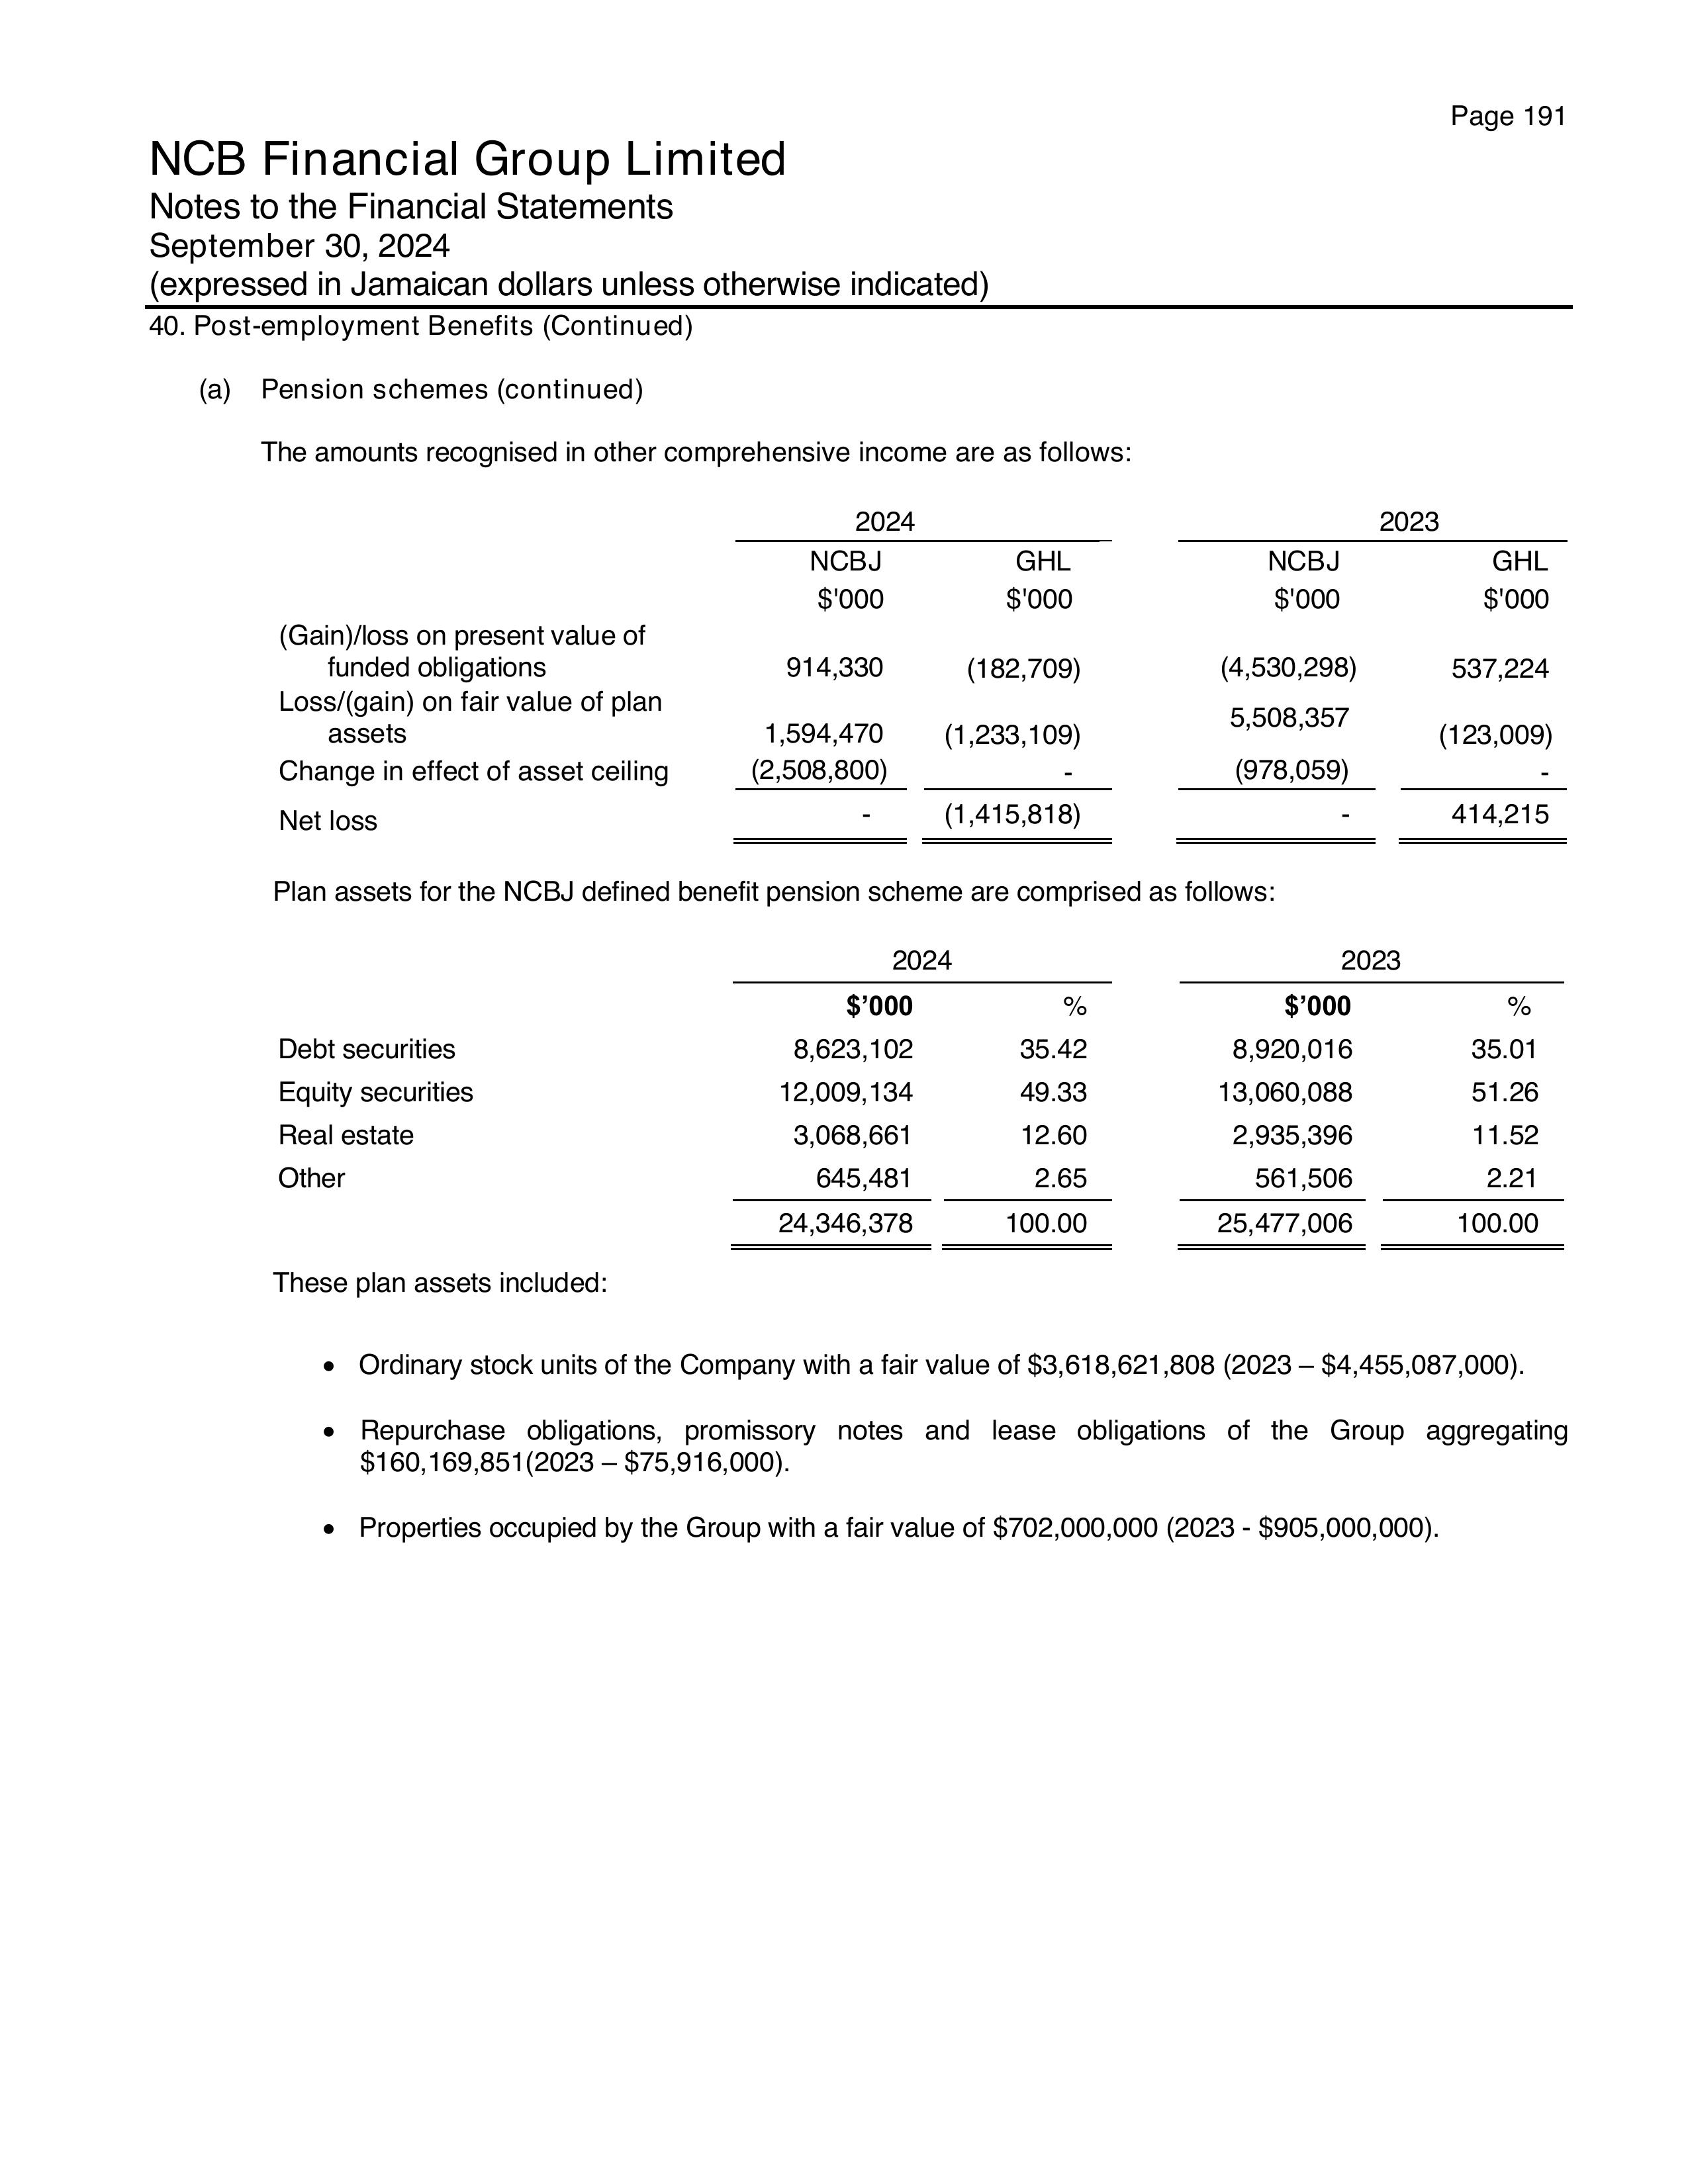 Page 191
NCB Financial Group Limited
Notes to the Financial Statements
September 30, 2024
(expressed in Jamaican dollars unless otherwise indicated)
40. Post-employment Benefits (Continued)
(a) Pension schemes (continued)
The amounts recognised in other comprehensive income are as follows:
2024 2023
NCBJ GHL NCBJ GHL
$'000 $'000 $'000 $'000
(Gain)/loss on present value of
funded obligations 914,330 (182,709) (4,530,298) 537,224
Loss/(gain) on fair value of plan
assets 1,594,470 (1,233,109) 5,508,357 (123,009)
Change in effect of asset ceiling (2,508,800) - (978,059) -
Net loss - (1,415,818) - 414,215
Plan assets for the NCBJ defined benefit pension scheme are comprised as follows:
2024 2023
$’000 % $’000 %
Debt securities 8,623,102 35.42 8,920,016 35.01
Equity securities 12,009,134 49.33 13,060,088 51.26
Real estate 3,068,661 12.60 2,935,396 11.52
Other 645,481 2.65 561,506 2.21
24,346,378 100.00 25,477,006 100.00
These plan assets included:
• Ordinary stock units of the Company with a fair value of $3,618,621,808 (2023 – $4,455,087,000).
• Repurchase obligations, promissory notes and lease obligations of the Group aggregating
$160,169,851(2023 – $75,916,000).
• Properties occupied by the Group with a fair value of $702,000,000 (2023 - $905,000,000).